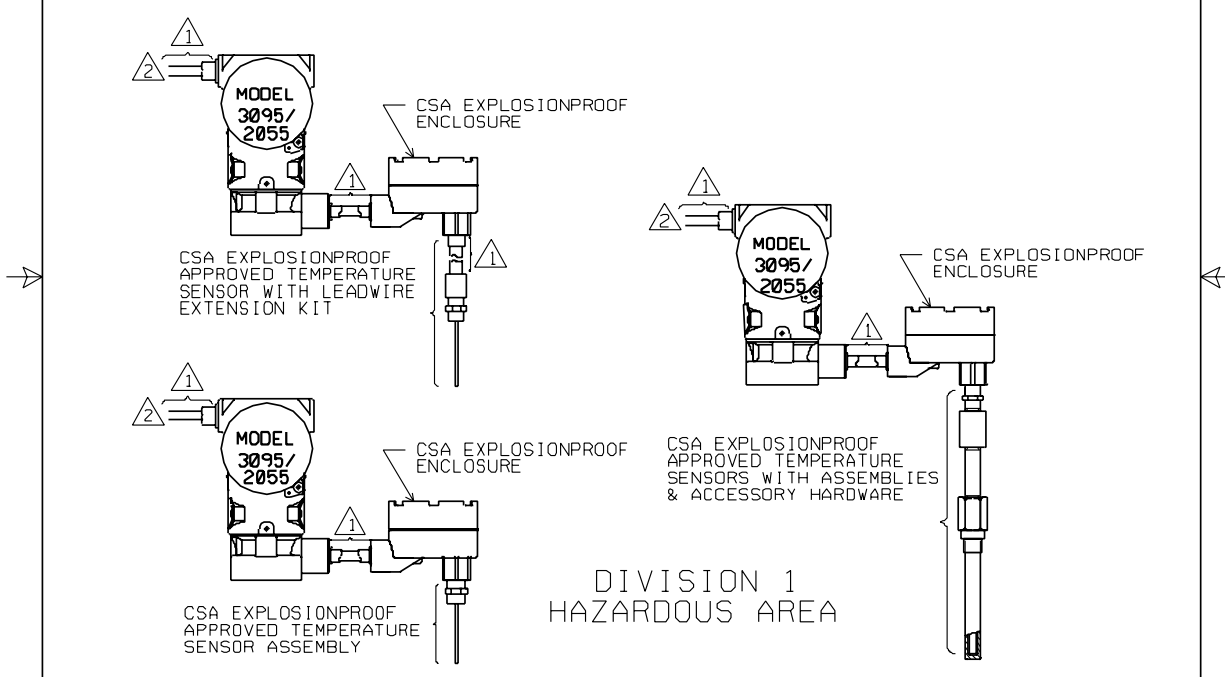 1
2
MODEL
3095/
2055
CSA EXPLOSIONPROOF
ENCLOSURE
1
1
CSA EXPLOSIONPROOF
APPROVED TEMPERATURE
SENSOR WITH LEADWIRE
EXTENSION KIT
1
2
MODEL
3095/
2055
CSA EXPLOSIONPROOF
ENCLOSURE
1
CSA EXPLOSIONPROOF
APPROVED TEMPERATURE
SENSORS WITH ASSEMBLIES
& ACCESSORY HARDWARE
1
2
MODEL
3095/
2055
CSA EXPLOSIONPROOF
ENCLOSURE
1
CSA EXPLOSIONPROOF
APPROVED TEMPERATURE
SENSOR ASSEMBLY
DIVISION 1
HAZARDOUS AREA